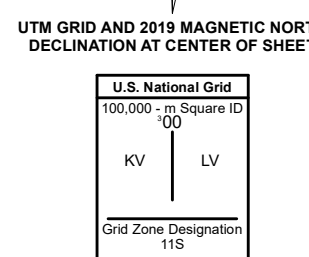 UTM GRID AND 2019 MAGNETIC NORT
DECLINATION AT CENTER OF SHEET
U.S. National Grid
100,000 - m Square ID
³00
KV LV
Grid Zone Designation
11S